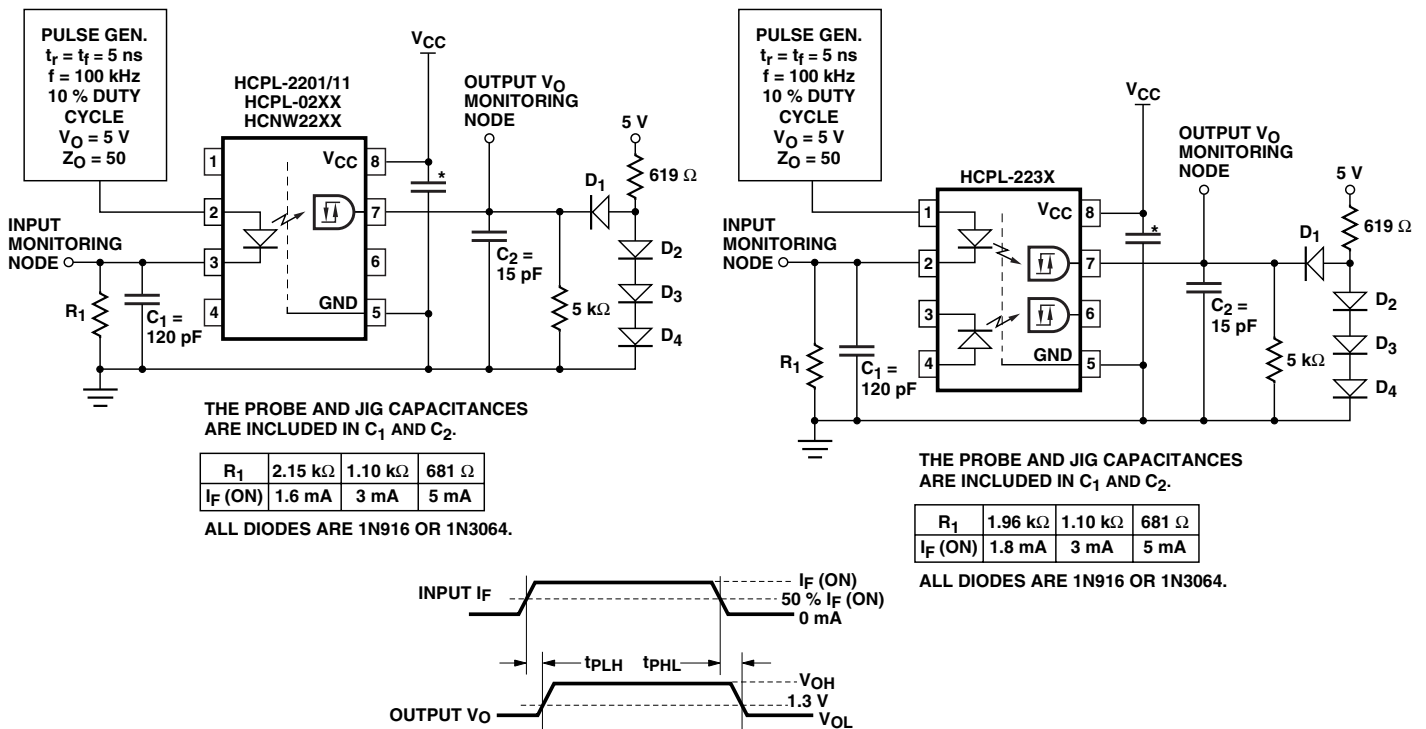 PULSE GEN.
tr = tf = 5 ns
f = 100 kHz
10 % DUTY
CYCLE
VO = 5 V
ZO = 50
HCPL-2201/11
HCPL-02XX
HCNW22XX
VCC
OUTPUT VO
MONITORING
NODE
5 V
619 Ω
D1
1
2
3
4
VCC 8
*
7
6
GND 5
INPUT
MONITORING
NODE
R1
C1 =
120 pF
C2 =
15 pF
5 kΩ
D2
D3
D4
THE PROBE AND JIG CAPACITANCES
ARE INCLUDED IN C1 AND C2.
R1 2.15 kΩ 1.10 kΩ 681 Ω
IF (ON) 1.6 mA 3 mA 5 mA
ALL DIODES ARE 1N916 OR 1N3064.
PULSE GEN.
tr = tf = 5 ns
f = 100 kHz
10 % DUTY
CYCLE
VO = 5 V
ZO = 50
HCPL-223X
VCC
OUTPUT VO
MONITORING
NODE
5 V
619 Ω
D1
1
2
3
4
VCC 8
*
7
6
GND 5
INPUT
MONITORING
NODE
R1
C1 =
120 pF
C2 =
15 pF
5 kΩ
D2
D3
D4
THE PROBE AND JIG CAPACITANCES
ARE INCLUDED IN C1 AND C2.
R1 1.96 kΩ 1.10 kΩ 681 Ω
IF (ON) 1.8 mA 3 mA 5 mA
ALL DIODES ARE 1N916 OR 1N3064.
INPUT IF
IF (ON)
50 % IF (ON)
0 mA
tPLH tPHL
OUTPUT VO
VOH
1.3 V
VOL